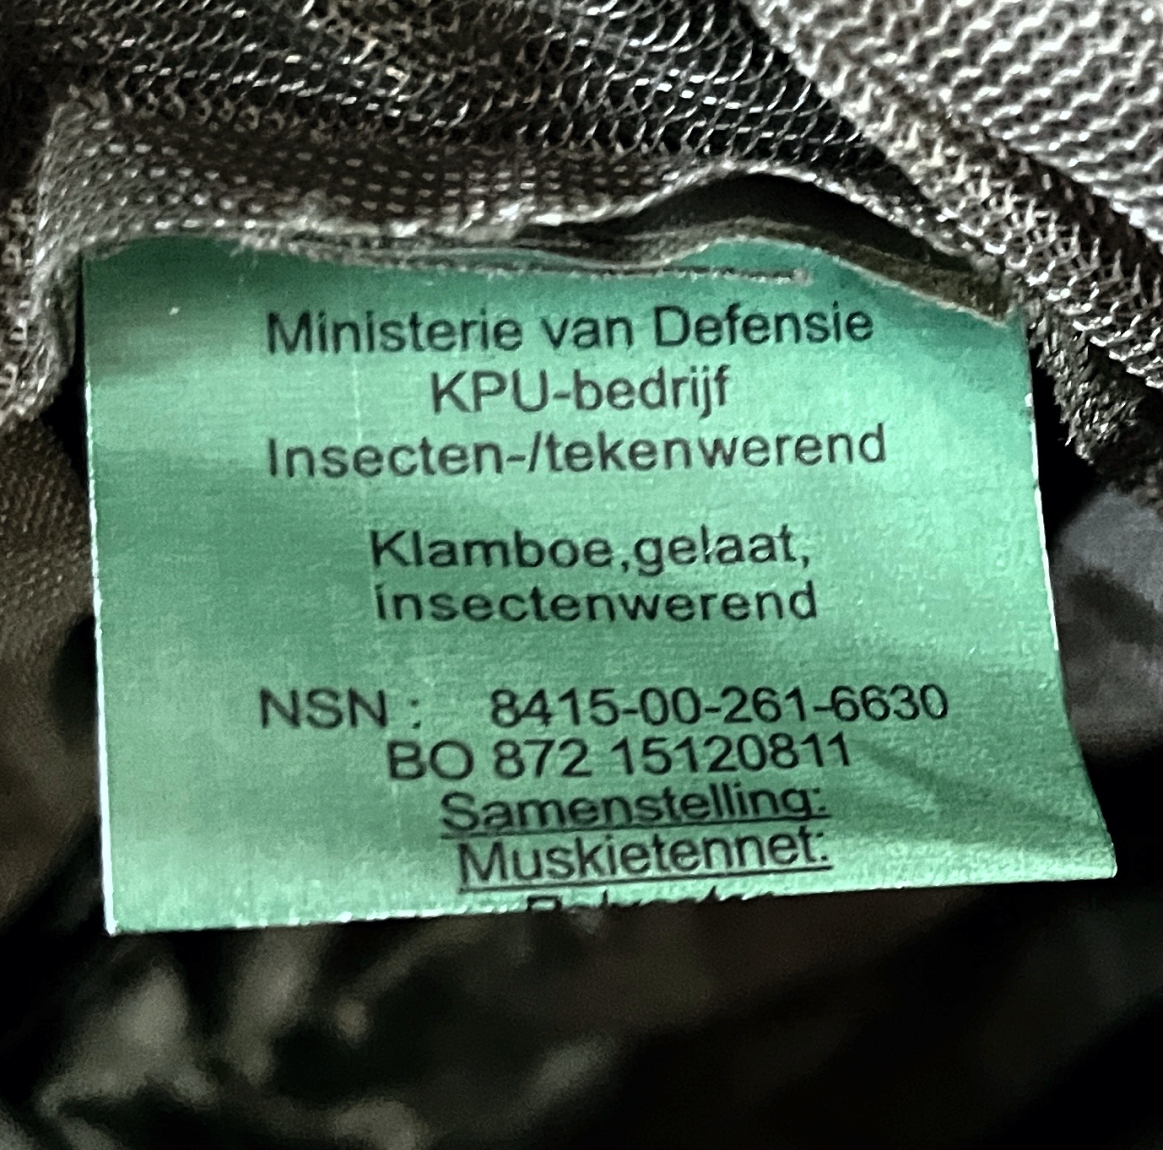 Ministerie van Defensie
KPU-bedrijf
Insecten-/tekenwerend
Klamboe,gelaat,
insectenwerend
NSN : 8415-00-261-6630
BO 872 15120811
Samenstelling:
Muskietennet: